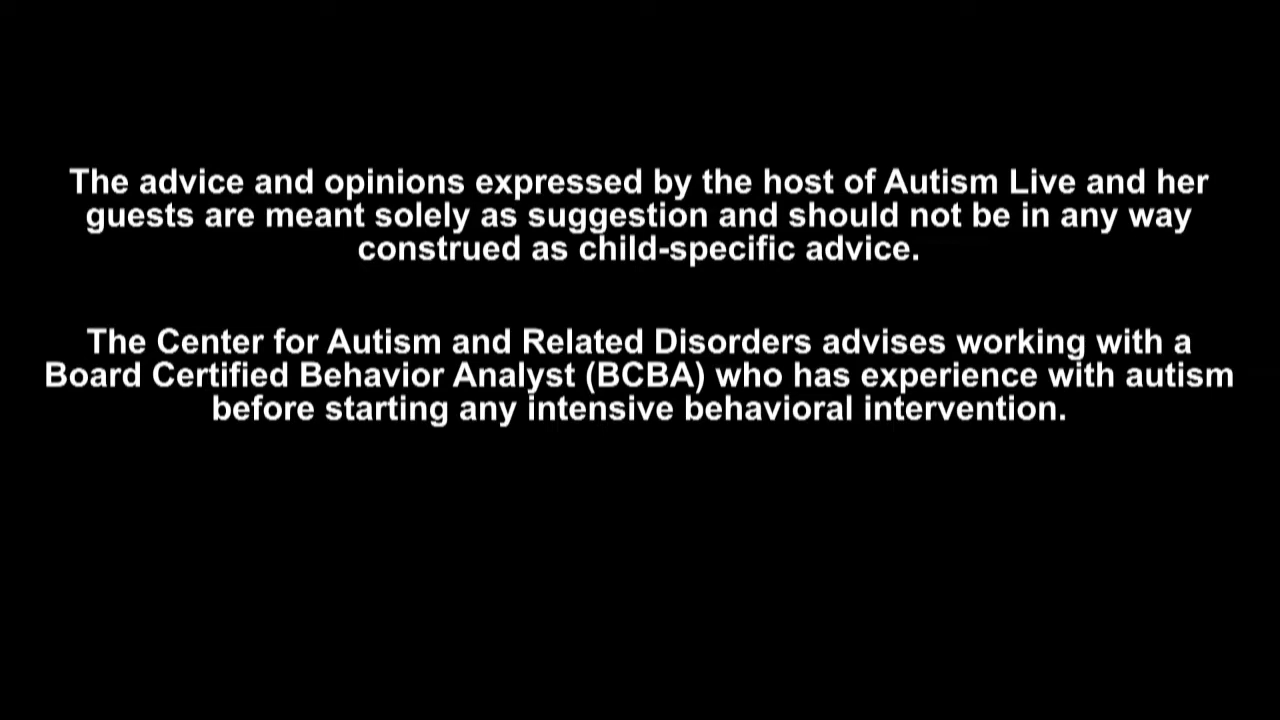 The advice and opinions expressed by the host of Autism Live and her
guests are meant solely as suggestion and should not be in any way
construed as child-specific advice.
The Center for Autism and Related Disorders advises working with a
Board Certified Behavior Analyst (BCBA) who has experience with autism
before starting any intensive behavioral intervention.